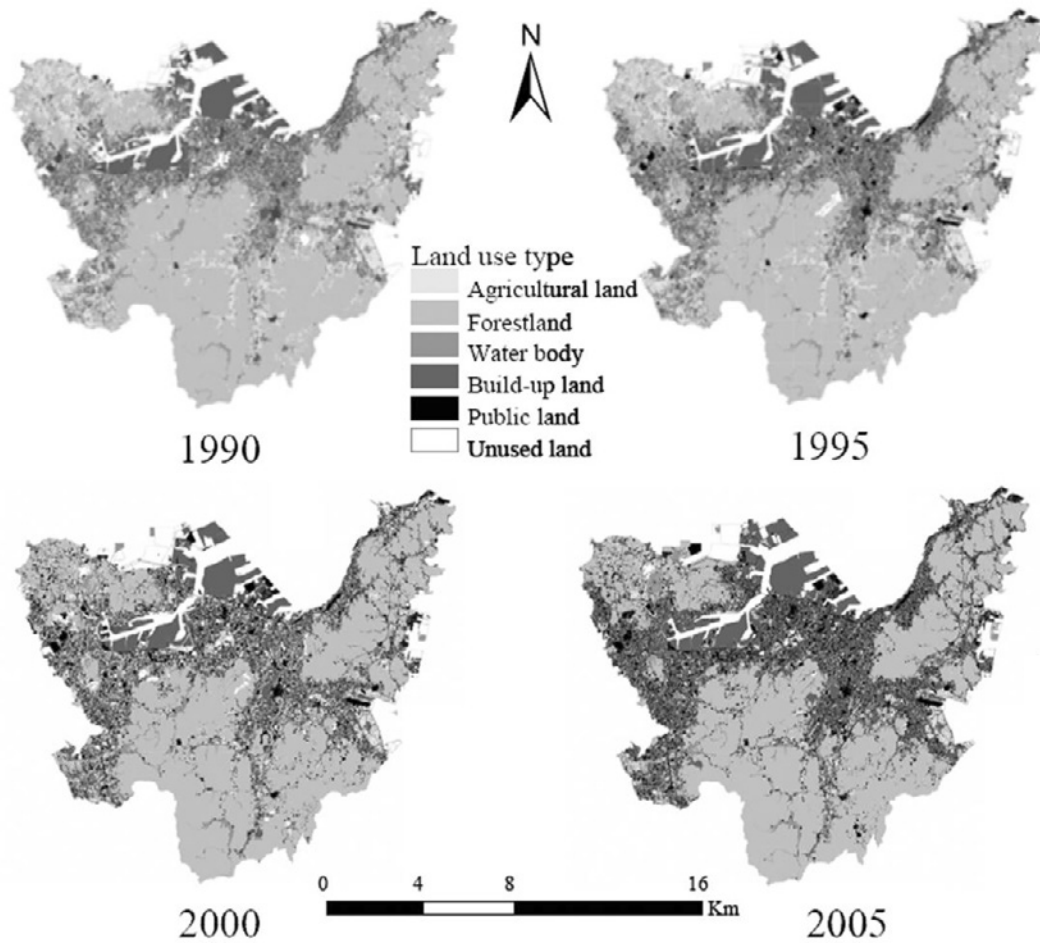 N
Land use type
Agricultural land
Forestland
Water body
Build-up land
Public land
Unused land
1990
1995
0 4 8 16
Km
2000
2005